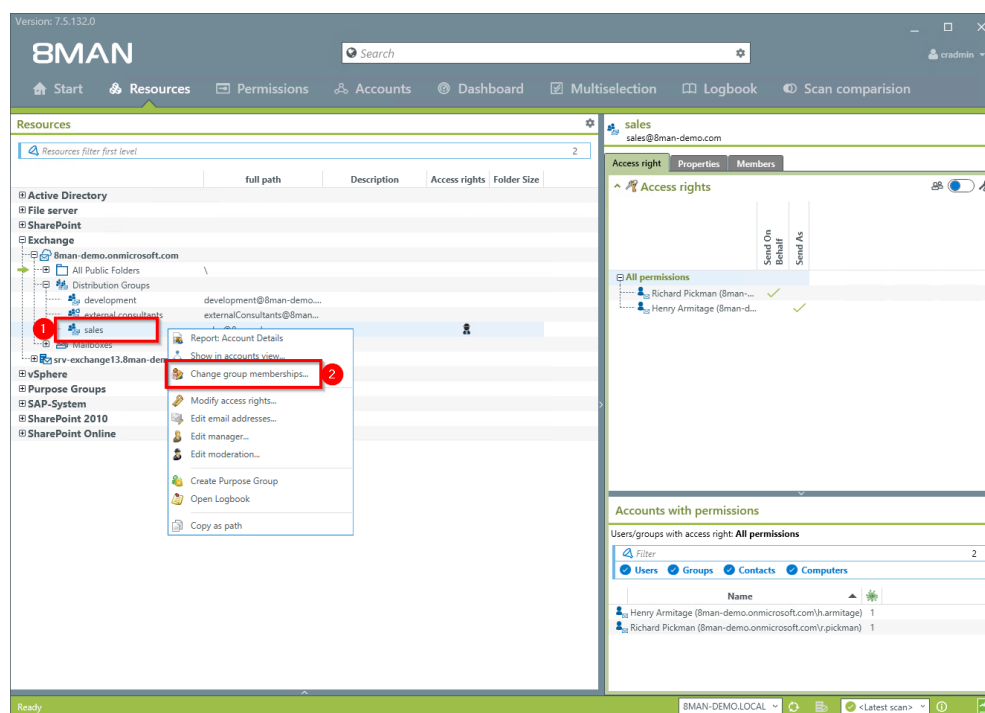 Version: 7.5.132.0
8MAN
Search
cradmin
Start Resources Permissions Accounts Dashboard Multiselection Logbook Scan comparision
Resources
Resources filter first level 2
full path Description Access rights Folder Size
Active Directory
File server
SharePoint
Exchange
8man-demo.onmicrosoft.com
All Public Folders \
Distribution Groups
development development@8man-demo....
external consultants externalConsultants@8man...
1 sales
Mailboxes
srv-exchange13.8man-dem
vSphere
Purpose Groups
SAP-System
SharePoint 2010
SharePoint Online
Report: Account Details
Show in accounts view...
Change group memberships... 2
Modify access rights...
Edit email addresses...
Edit manager...
Edit moderation...
Create Purpose Group
Open Logbook
Copy as path
sales
sales@8man-demo.com
Access right Properties Members
Access rights
Send On Behalf
Send As
All permissions
Richard Pickman (8man-...
Henry Armitage (8man-d...
Accounts with permissions
Users/groups with access right: All permissions
Filter 2
Users Groups Contacts Computers
Name
Henry Armitage (8man-demo.onmicrosoft.com\h.armitage) 1
Richard Pickman (8man-demo.onmicrosoft.com\r.pickman) 1
Ready
8MAN-DEMO.LOCAL <Latest scan>